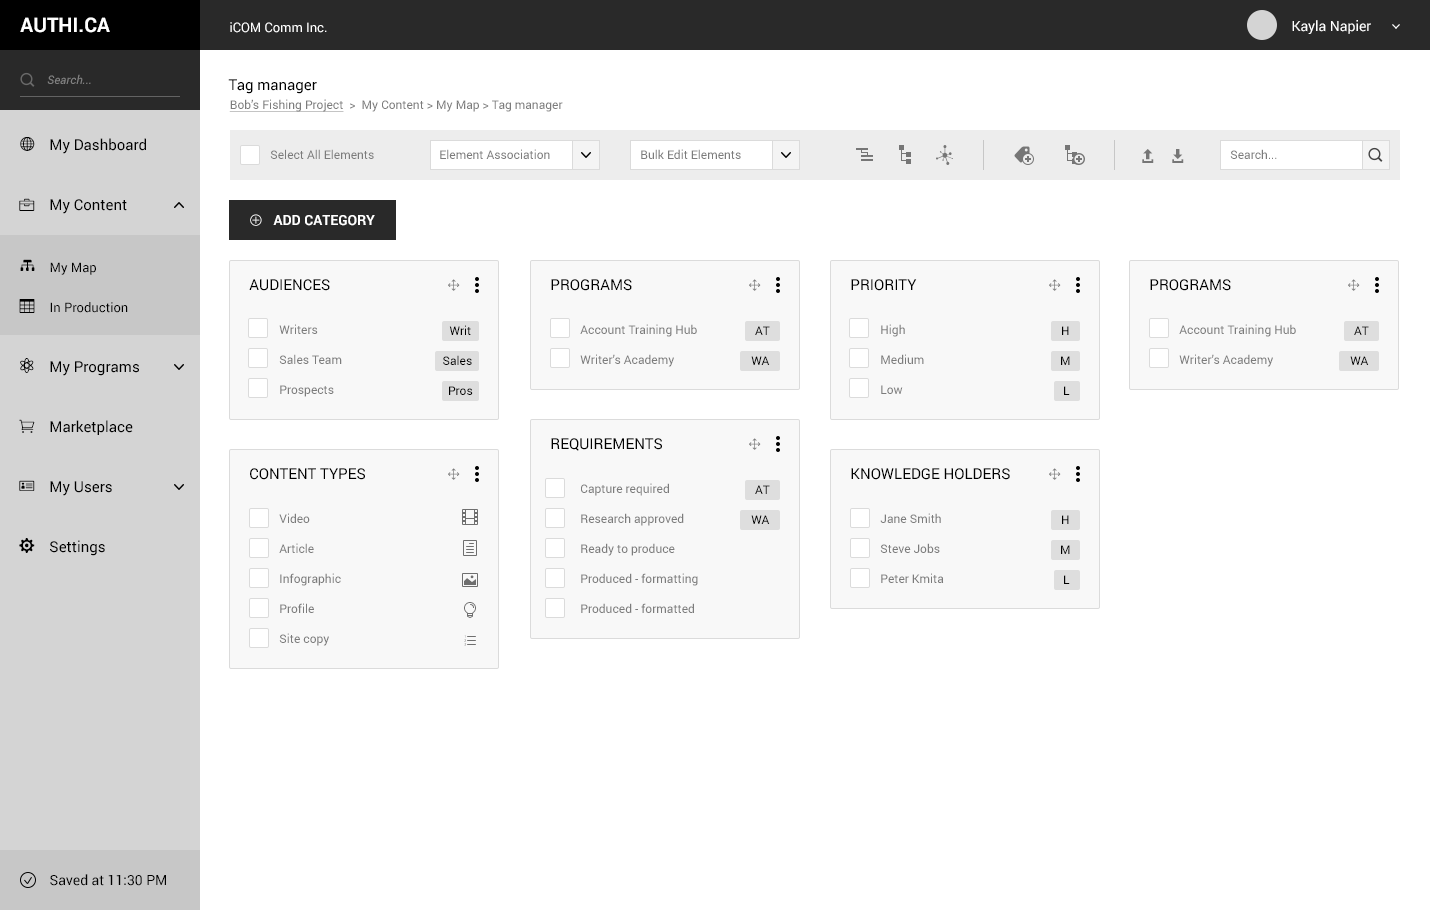 AUTHI.CA
iCOM Comm Inc.
Kayla Napier
Search...
My Dashboard
My Content
My Map
In Production
My Programs
Marketplace
My Users
Settings
Saved at 11:30 PM
Tag manager
Bob's Fishing Project > My Content > My Map > Tag manager
Select All Elements
Element Association
Bulk Edit Elements
Search...
ADD CATEGORY
AUDIENCES
Writers Writ
Sales Team Sales
Prospects Pros
CONTENT TYPES
Video
Article
Infographic
Profile
Site copy
PROGRAMS
Account Training Hub AT
Writer's Academy WA
REQUIREMENTS
Capture required AT
Research approved WA
Ready to produce
Produced - formatting
Produced - formatted
PRIORITY
High H
Medium M
Low L
KNOWLEDGE HOLDERS
Jane Smith H
Steve Jobs M
Peter Kmita L
PROGRAMS
Account Training Hub AT
Writer's Academy WA